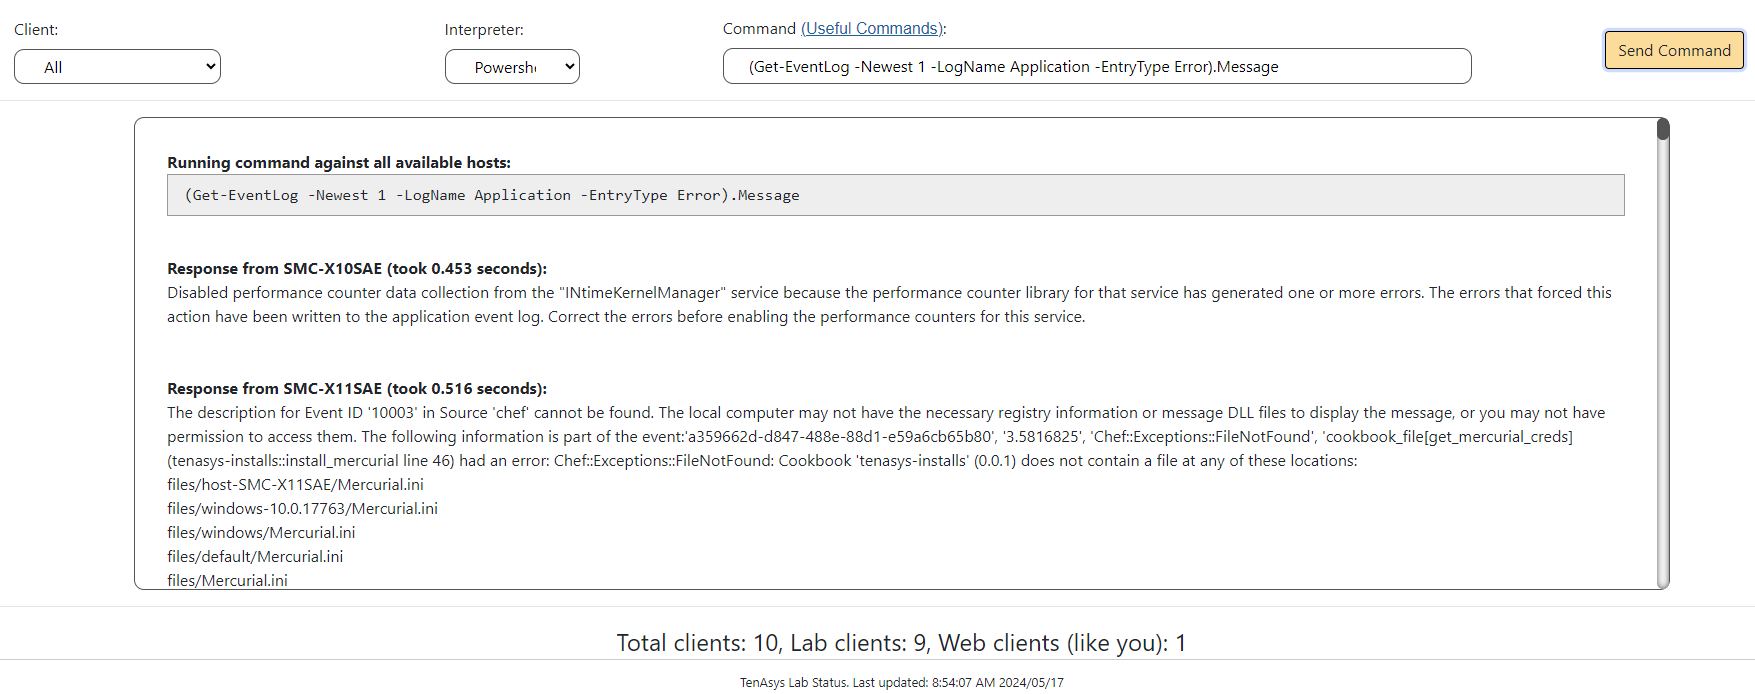 Client:
Interpreter:
Command (Useful Commands):
All
Powersh
(Get-EventLog -Newest 1 -LogName Application -EntryType Error).Message
Send Command
Running command against all available hosts:
(Get-EventLog -Newest 1 -LogName Application -EntryType Error).Message
Response from SMC-X10SAE (took 0.453 seconds):
Disabled performance counter data collection from the "INtimeKernelManager" service because the performance counter library for that service has generated one or more errors. The errors that forced this
action have been written to the application event log. Correct the errors before enabling the performance counters for this service.
Response from SMC-X11SAE (took 0.516 seconds):
The description for Event ID '10003' in Source 'chef' cannot be found. The local computer may not have the necessary registry information or message DLL files to display the message, or you may not have
permission to access them. The following information is part of the event:'a359662d-d847-488e-88d1-e59a6cb65b80', '3.5816825', 'Chef::Exceptions::FileNotFound', 'cookbook_file[get_mercurial_creds]
(tenasys-installs::install_mercurial line 46) had an error: Chef::Exceptions::FileNotFound: Cookbook 'tenasys-installs' (0.0.1) does not contain a file at any of these locations:
files/host-SMC-X11SAE/Mercurial.ini
files/windows-10.0.17763/Mercurial.ini
files/windows/Mercurial.ini
files/default/Mercurial.ini
files/Mercurial.ini
Total clients: 10, Lab clients: 9, Web clients (like you): 1
TenAsys Lab Status. Last updated: 8:54:07 AM 2024/05/17